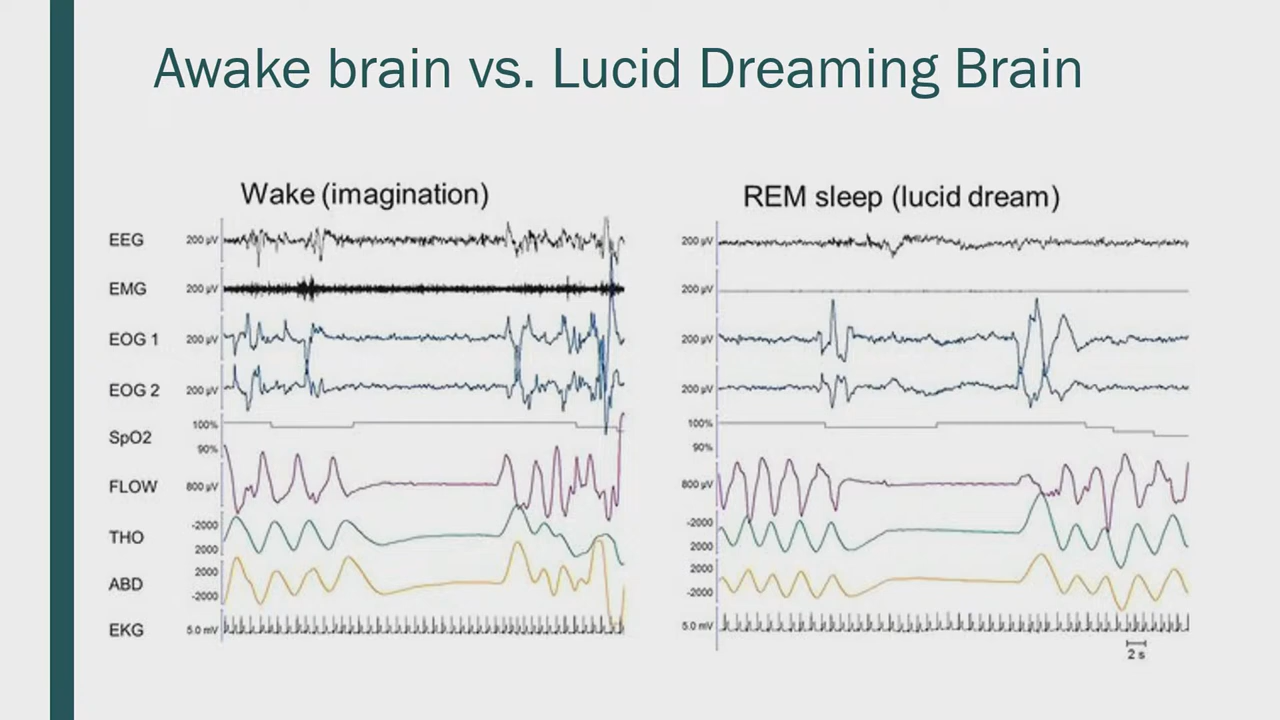 Awake brain vs. Lucid Dreaming Brain
Wake (imagination)
EEG 200 µV
EMG 200 µV
EOG 1 200 µV
EOG 2 200 µV
SpO2 100% 90%
FLOW 800 µV
THO -2000 2000
ABD 2000 -2000
EKG 5.0 mV
REM sleep (lucid dream)
200 µV
200 µV
200 µV
200 µV
100%
90%
800 µV
-2000
2000
2000
-2000
5.0 mV
2 s